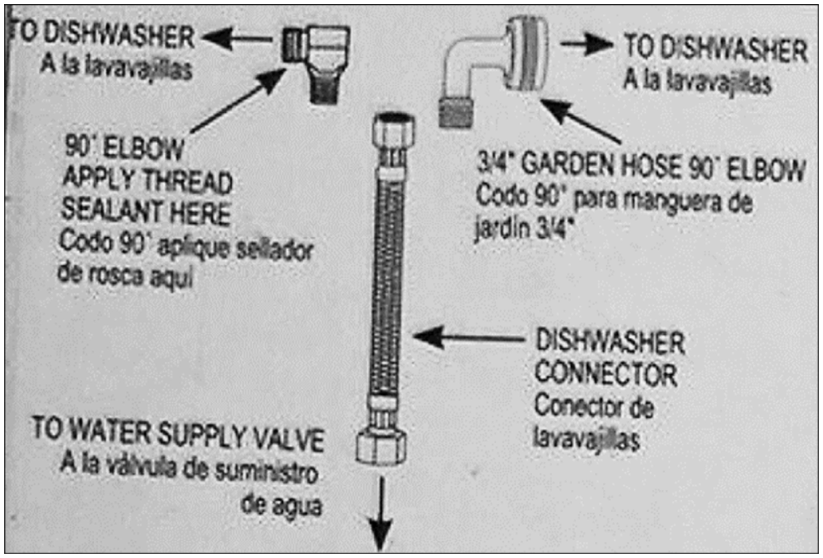 TO DISHWASHER
A la lavavajillas
90° ELBOW
APPLY THREAD
SEALANT HERE
Codo 90° aplique sellador
de rosca aquí
TO DISHWASHER
A la lavavajillas
3/4" GARDEN HOSE 90° ELBOW
Codo 90° para manguera de
jardín 3/4"
DISHWASHER
CONNECTOR
Conector de
lavavajillas
TO WATER SUPPLY VALVE
A la válvula de suministro
de agua